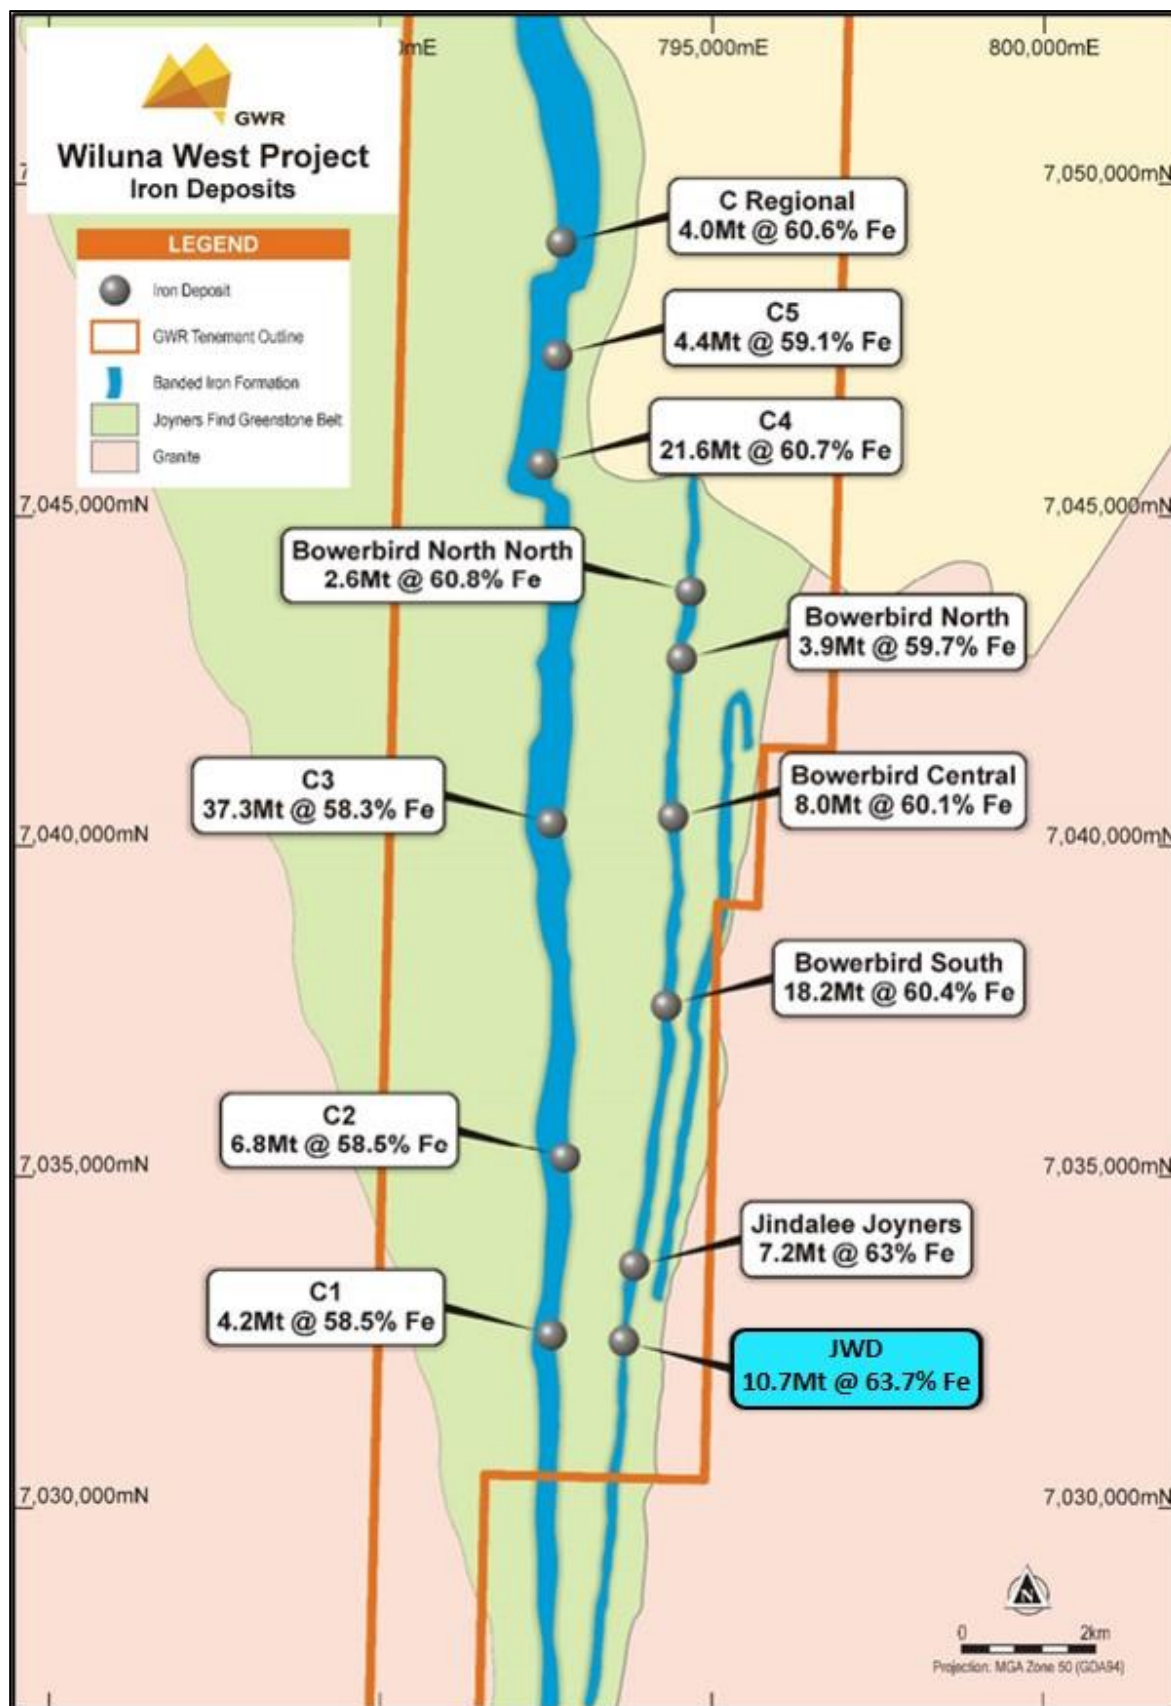 795,000mE
800,000mE
GWR
Wiluna West Project
Iron Deposits
7,050,000mN
C Regional
4.0Mt @ 60.6% Fe
LEGEND
Iron Deposit
GWR Tenement Outline
Banded Iron Formation
Joyners Find Greenstone Belt
Granite
C5
4.4Mt @ 59.1% Fe
C4
21.6Mt @ 60.7% Fe
7,045,000mN
7,045,000mN
Bowerbird North North
2.6Mt @ 60.8% Fe
Bowerbird North
3.9Mt @ 59.7% Fe
C3
37.3Mt @ 58.3% Fe
Bowerbird Central
8.0Mt @ 60.1% Fe
7,040,000mN
7,040,000mN
Bowerbird South
18.2Mt @ 60.4% Fe
C2
6.8Mt @ 58.5% Fe
7,035,000mN
7,035,000mN
Jindalee Joyners
7.2Mt @ 63% Fe
C1
4.2Mt @ 58.5% Fe
JWD
10.7Mt @ 63.7% Fe
7,030,000mN
7,030,000mN
N
0 2km
Projection: MGA Zone 50 (GDA94)